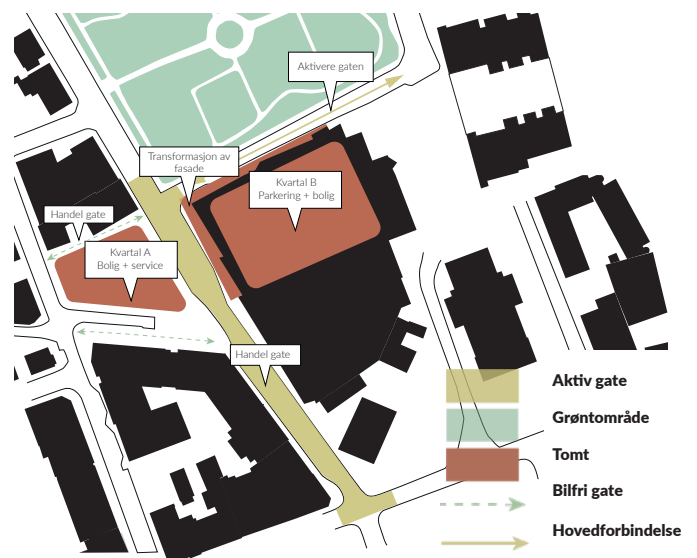 Aktivere gaten
Transformasjon av
fasade
Kvartal B
Parkering + bolig
Handel gate
Kvartal A
Bolig + service
Handel gate
Aktiv gate
Grøntområde
Tomt
Bilfri gate
Hovedforbindelse